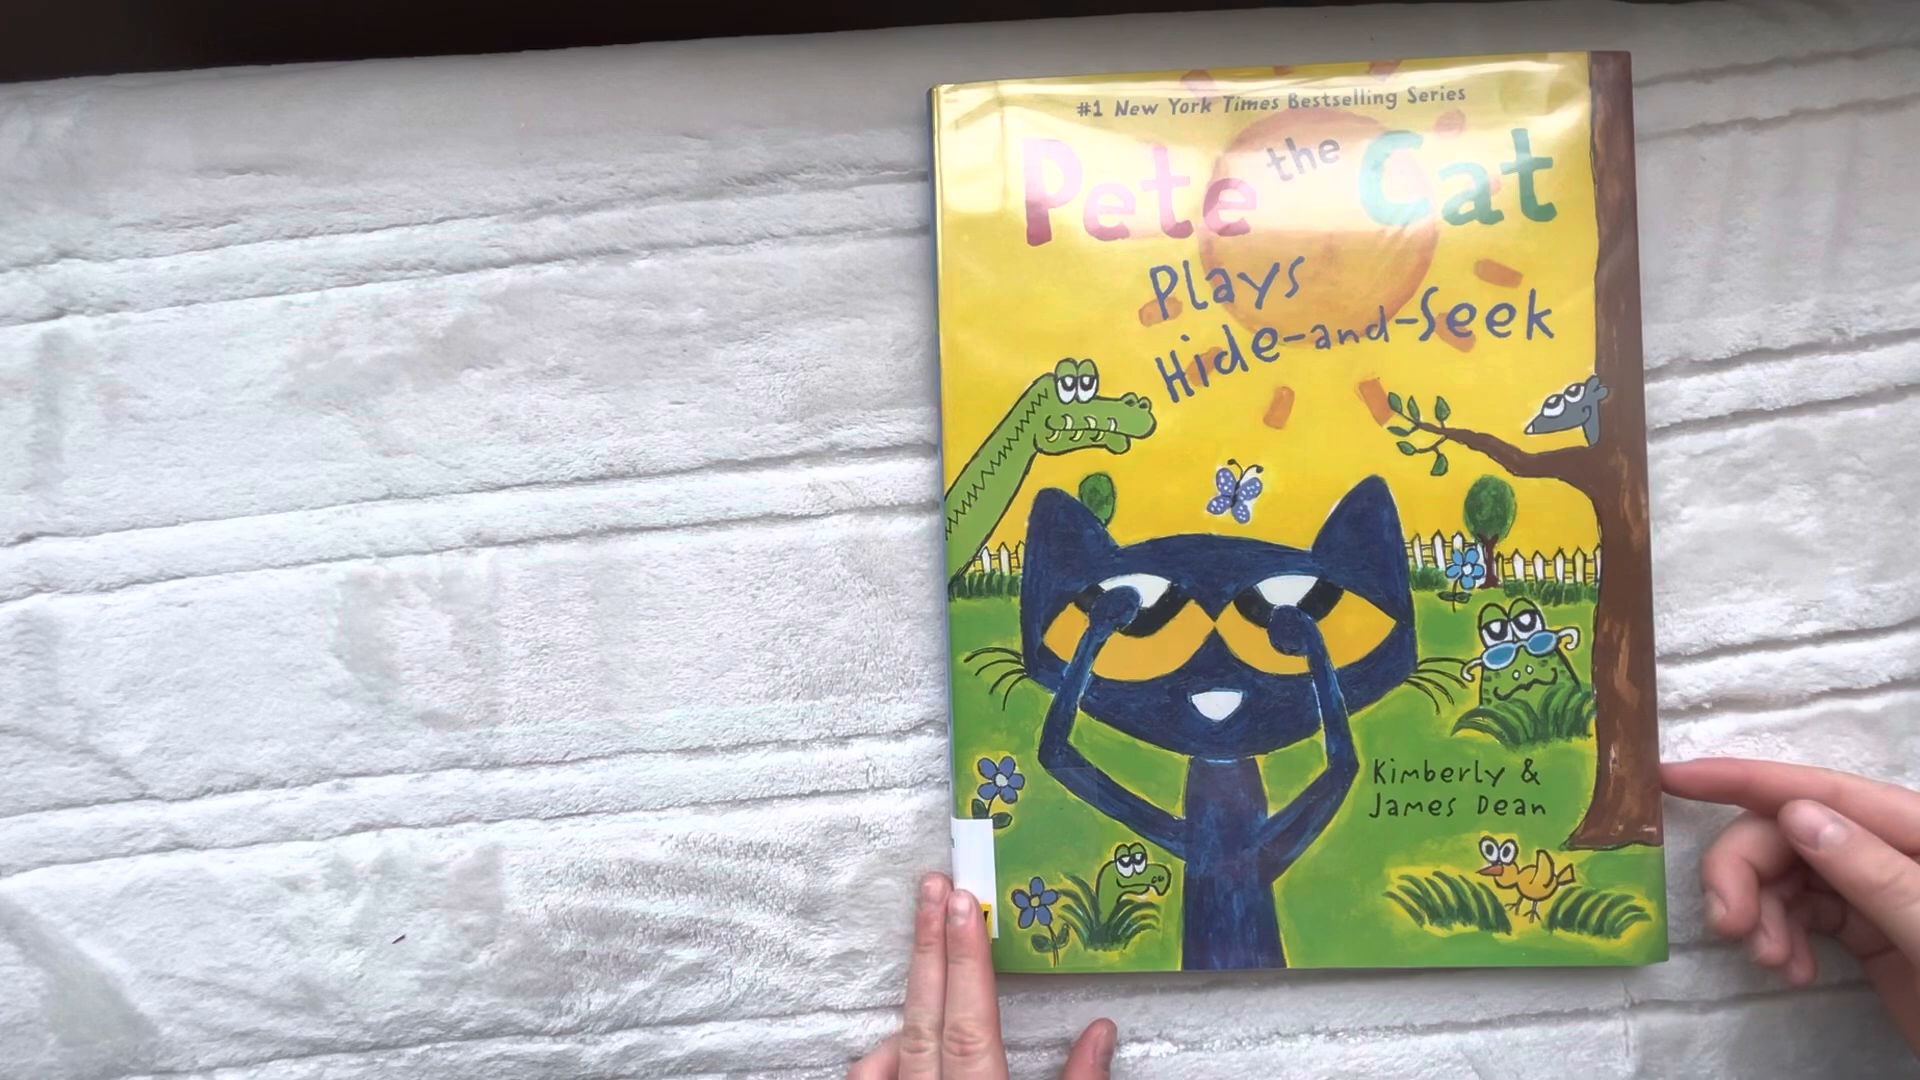 #1 New York Times Bestselling Series
Pete the Cat
Plays
Hide-and-Seek
Kimberly &
James Dean